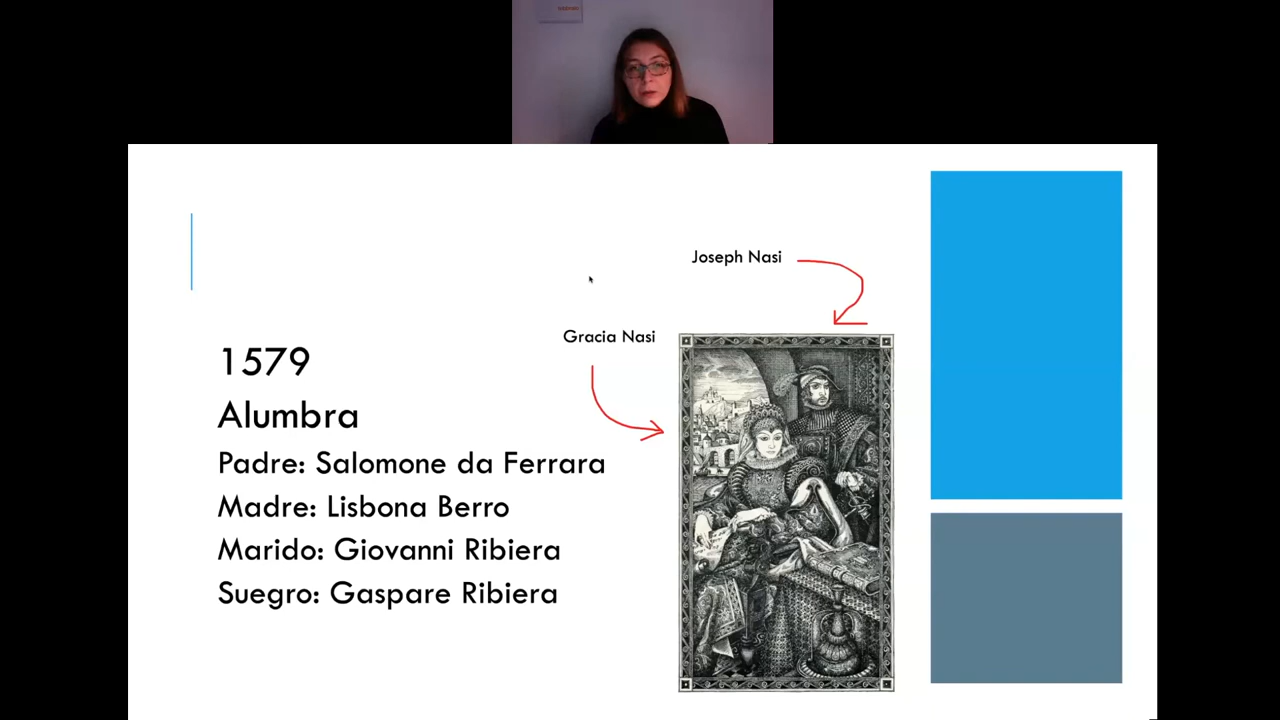 Joseph Nasi
Gracia Nasi
1579
Alumbra
Padre: Salomone da Ferrara
Madre: Lisbona Berro
Marido: Giovanni Ribiera
Suegro: Gaspare Ribiera